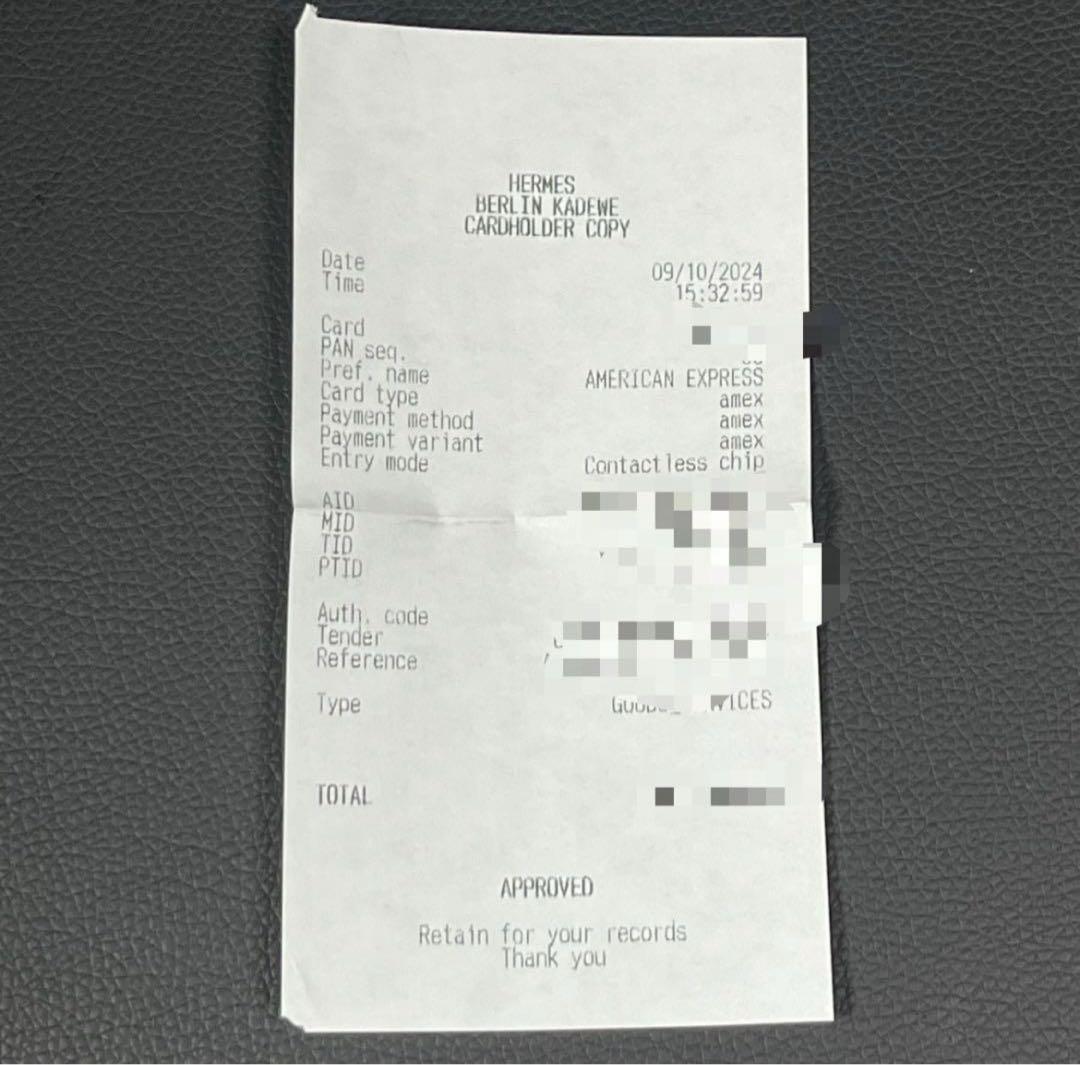 HERMES
BERLIN KADEWE
CARDHOLDER COPY
Date 09/10/2024
Time 15:32:59
Card
PAN seq.
Pref. name AMERICAN EXPRESS
Card type amex
Payment method amex
Payment variant amex
Entry mode Contactless chip
AID
MID
TID
PTID
Auth. code
Tender
Reference
Type
TOTAL
APPROVED
Retain for your records
Thank you